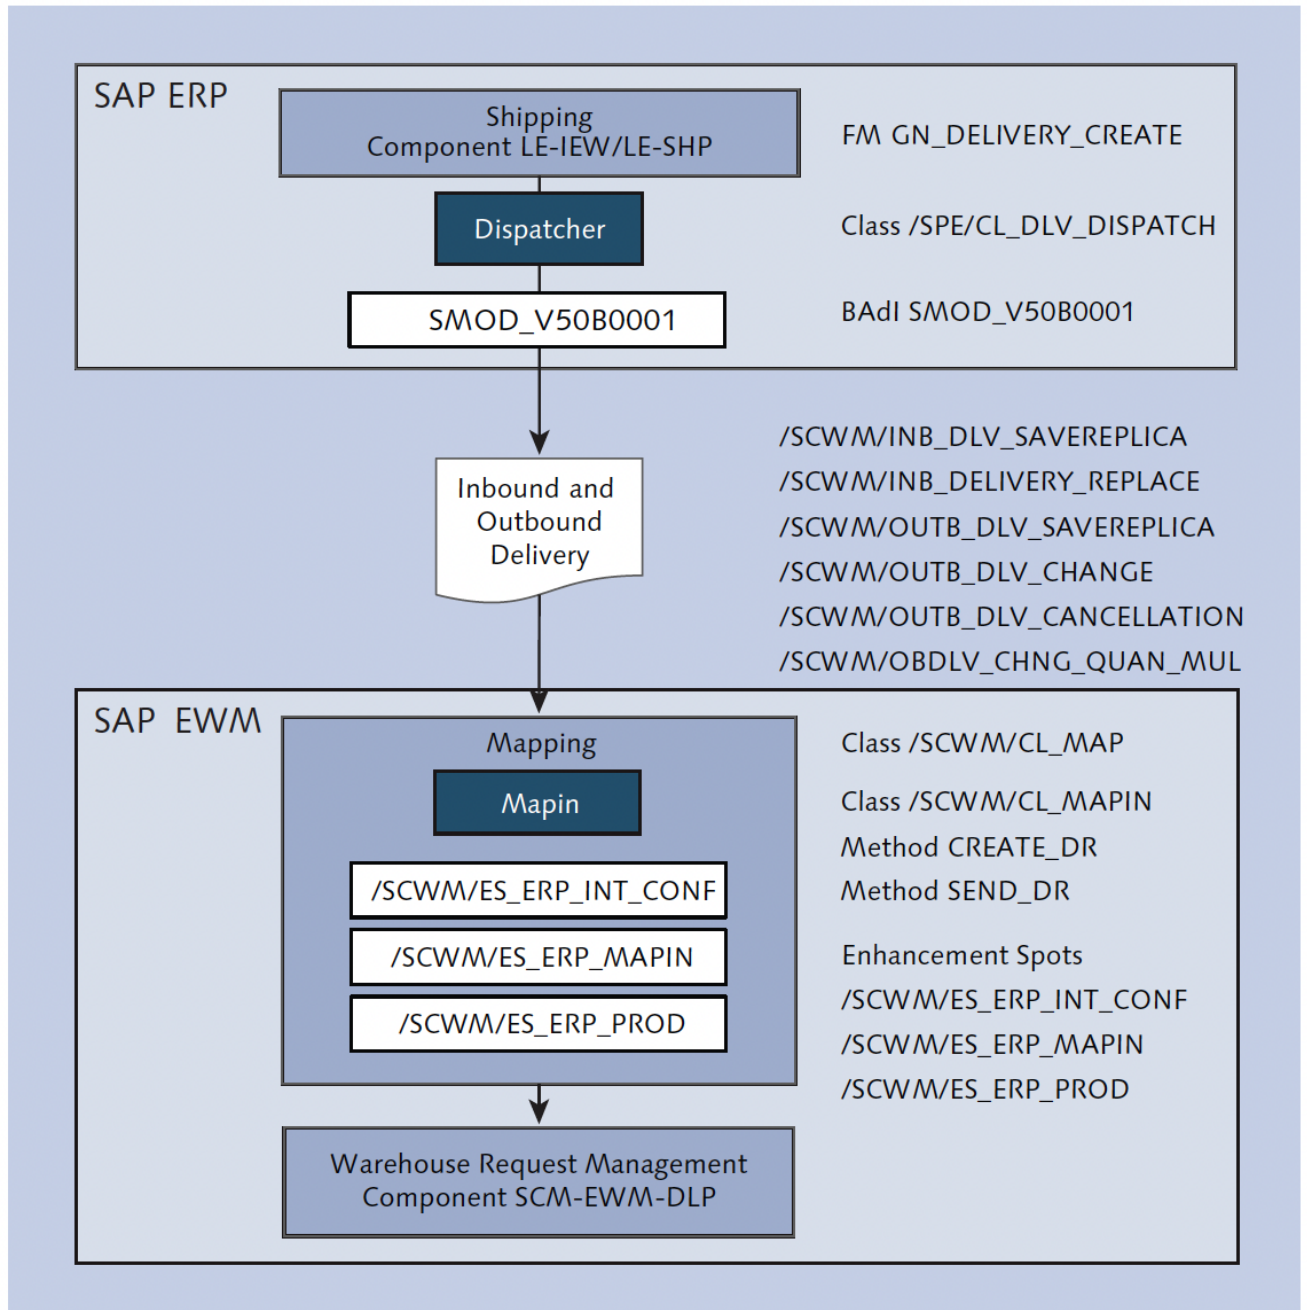 SAP ERP
Shipping
Component LE-IEW/LE-SHP
FM GN_DELIVERY_CREATE
Dispatcher
Class /SPE/CL_DLV_DISPATCH
SMOD_V50B0001
BAdI SMOD_V50B0001
Inbound and
Outbound
Delivery
/SCWM/INB_DLV_SAVEREPLICA
/SCWM/INB_DELIVERY_REPLACE
/SCWM/OUTB_DLV_SAVEREPLICA
/SCWM/OUTB_DLV_CHANGE
/SCWM/OUTB_DLV_CANCELLATION
/SCWM/OBDLV_CHNG_QUAN_MUL
SAP EWM
Mapping
Mapin
/SCWM/ES_ERP_INT_CONF
/SCWM/ES_ERP_MAPIN
/SCWM/ES_ERP_PROD
Class /SCWM/CL_MAP
Class /SCWM/CL_MAPIN
Method CREATE_DR
Method SEND_DR
Enhancement Spots
/SCWM/ES_ERP_INT_CONF
/SCWM/ES_ERP_MAPIN
/SCWM/ES_ERP_PROD
Warehouse Request Management
Component SCM-EWM-DLP